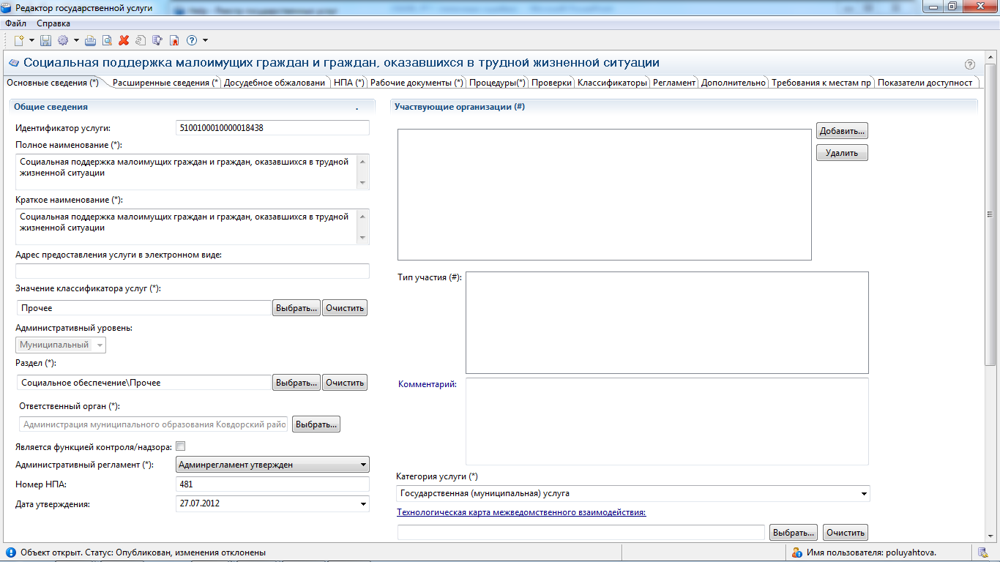 Редактор государственной услуги
Файл Справка
Социальная поддержка малоимущих граждан и граждан, оказавшихся в трудной жизненной ситуации
Основные сведения (*) Расширенные сведения (* Досудебное обжаловани НПА (*) Рабочие документы (*) Процедуры(*) Проверки Классификаторы Регламент Дополнительно Требования к местам пр Показатели доступност
Общие сведения
Идентификатор услуги: 5100100010000018438
Полное наименование (*):
Социальная поддержка малоимущих граждан и граждан, оказавшихся в трудной
жизненной ситуации
Краткое наименование (*):
Социальная поддержка малоимущих граждан и граждан, оказавшихся в трудной
жизненной ситуации
Адрес предоставления услуги в электронном виде:
Значение классификатора услуг (*):
Прочее Выбрать... Очистить
Административный уровень:
Муниципальный
Раздел (*):
Социальное обеспечение\Прочее Выбрать... Очистить
Ответственный орган (*):
Администрация муниципального образования Ковдорский райо Выбрать...
Является функцией контроля/надзора:
Административный регламент (*): Админрегламент утвержден
Номер НПА: 481
Дата утверждения: 27.07.2012
Участвующие организации (#)
Добавить...
Удалить
Тип участия (#):
Комментарий:
Категория услуги (*)
Государственная (муниципальная) услуга
Технологическая карта межведомственного взаимодействия:
Выбрать... Очистить
Объект открыт. Статус: Опубликован, изменения отклонены
Имя пользователя: poluyahtova.